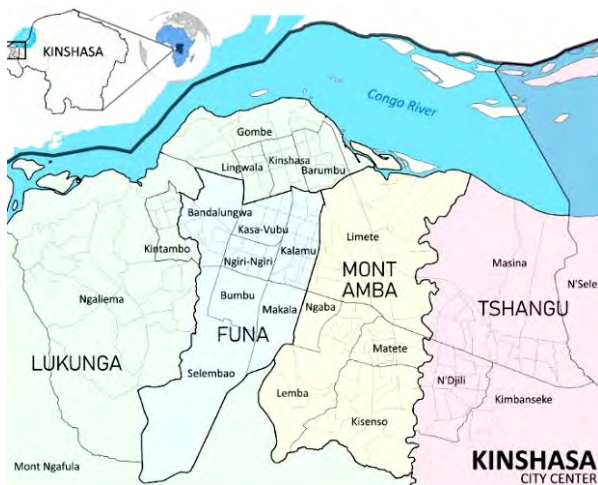 KINSHASA
Congo River
Gombe
Lingwala
Kinshasa
Barumbu
Bandalungwa
Kintambo
Kasa-Vubu
Ngiri-Ngiri
Kalamu
Limete
Masina
N'Sele
MONT
AMBA
TSHANGU
Ngaliema
Bumbu
Makala
Ngaba
FUNA
LUKUNGA
Matete
Selembao
N'Djili
Lemba
Kimbanseke
Kisenso
Mont Ngafula
KINSHASA
CITY CENTER